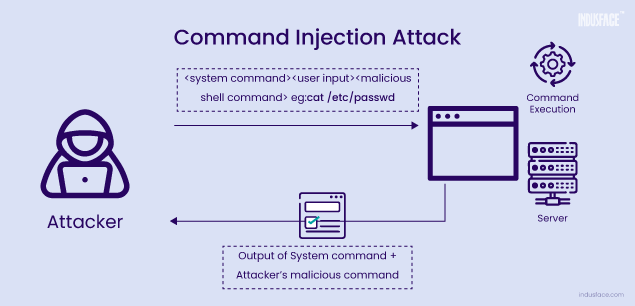 INDUSFACE™
Command Injection Attack
<system command><user input><malicious
shell command> eg:cat /etc/passwd
Command
Execution
Attacker
Server
Output of System command +
Attacker's malicious command
indusface.com